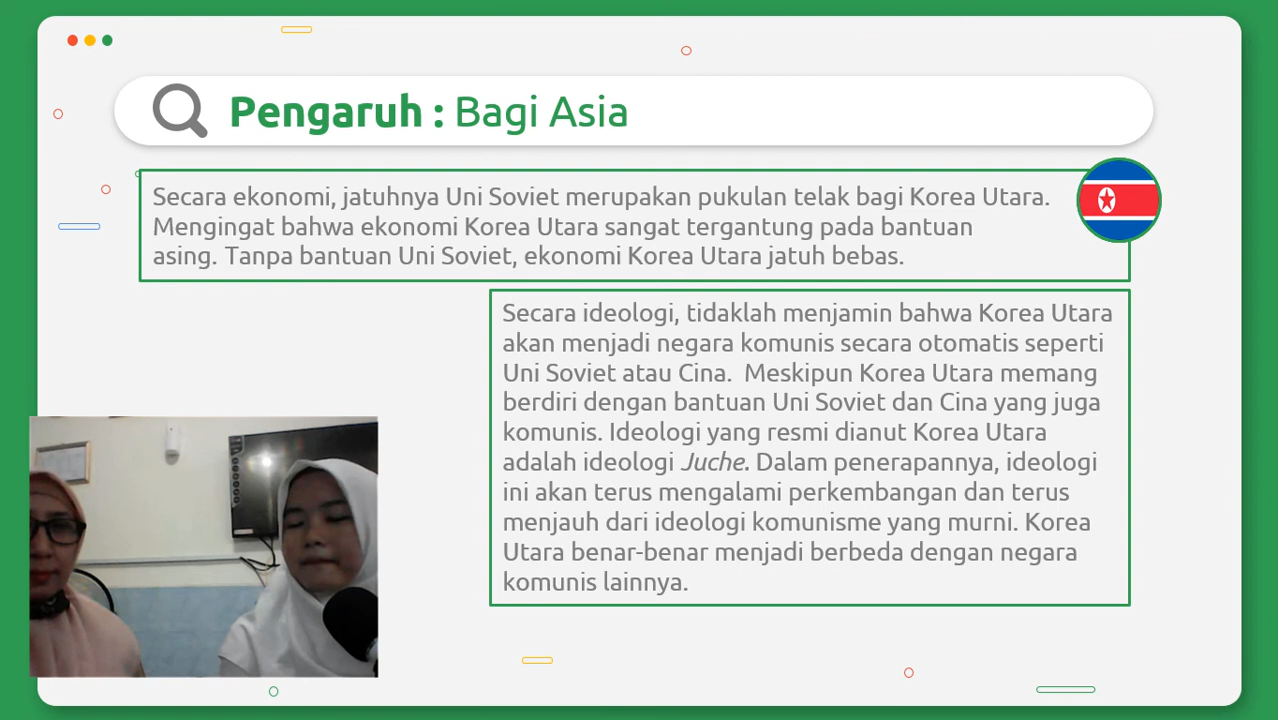 Pengaruh : Bagi Asia
Secara ekonomi, jatuhnya Uni Soviet merupakan pukulan telak bagi Korea Utara.
Mengingat bahwa ekonomi Korea Utara sangat tergantung pada bantuan
asing. Tanpa bantuan Uni Soviet, ekonomi Korea Utara jatuh bebas.
Secara ideologi, tidaklah menjamin bahwa Korea Utara
akan menjadi negara komunis secara otomatis seperti
Uni Soviet atau Cina. Meskipun Korea Utara memang
berdiri dengan bantuan Uni Soviet dan Cina yang juga
komunis. Ideologi yang resmi dianut Korea Utara
adalah ideologi Juche. Dalam penerapannya, ideologi
ini akan terus mengalami perkembangan dan terus
menjauh dari ideologi komunisme yang murni. Korea
Utara benar-benar menjadi berbeda dengan negara
komunis lainnya.